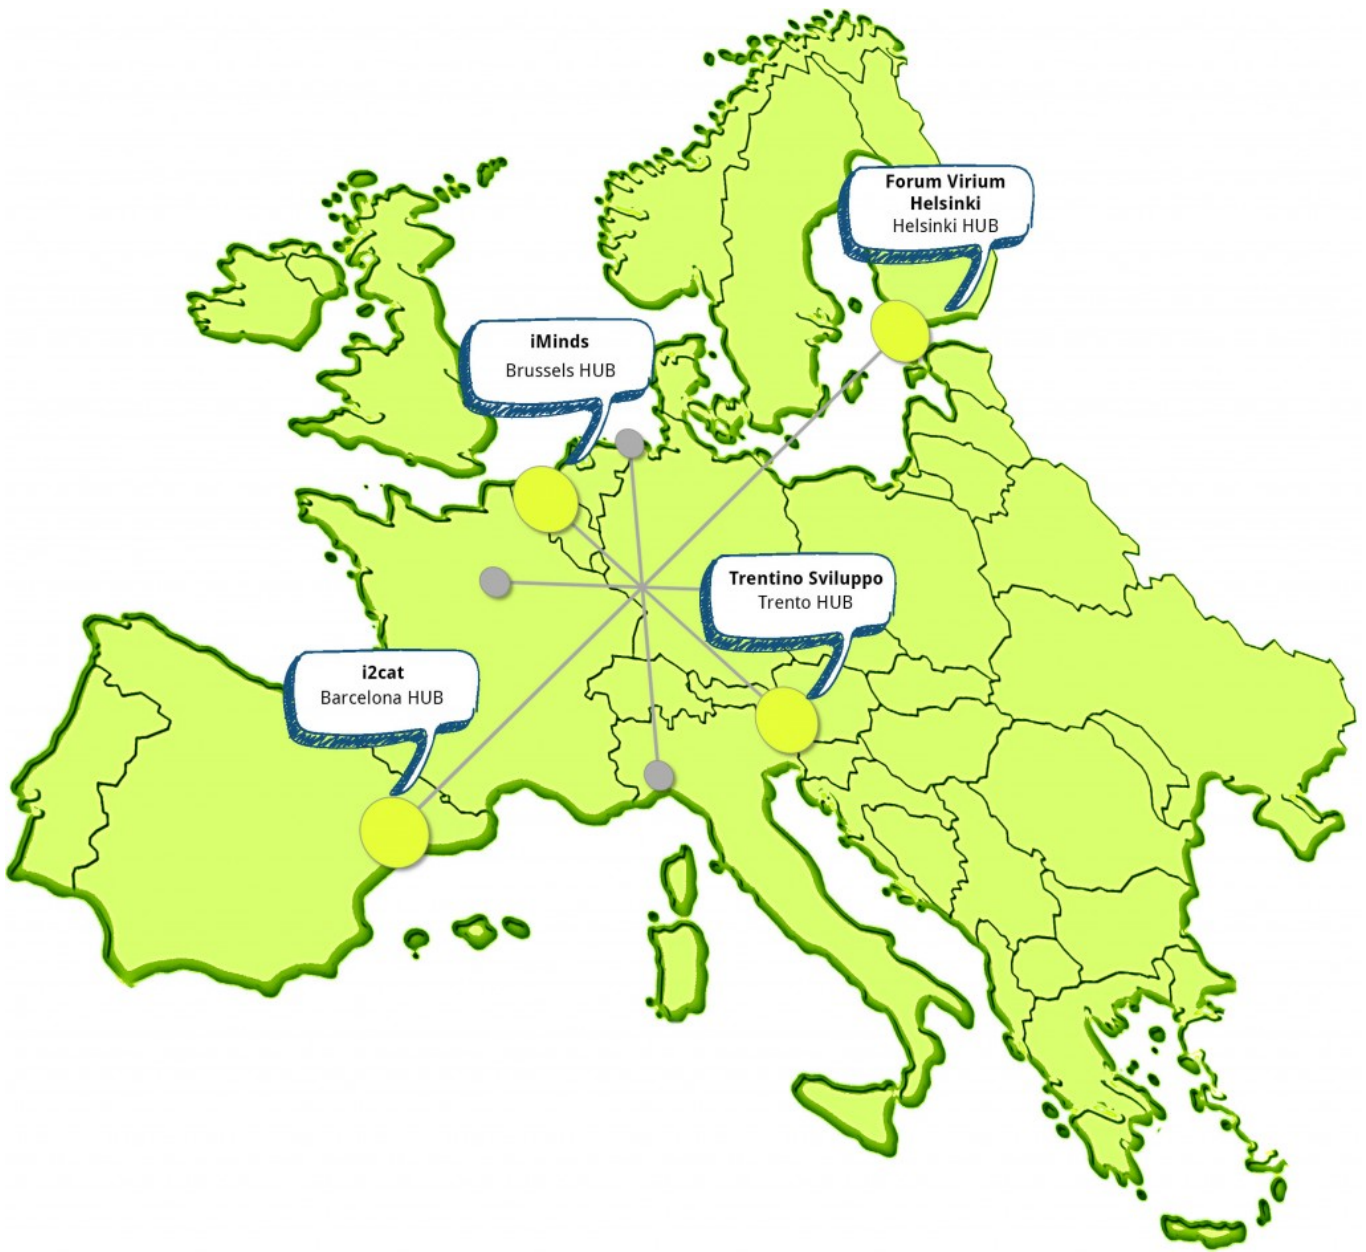 Forum Virium
Helsinki
Helsinki HUB
iMinds
Brussels HUB
Trentino Sviluppo
Trento HUB
i2cat
Barcelona HUB